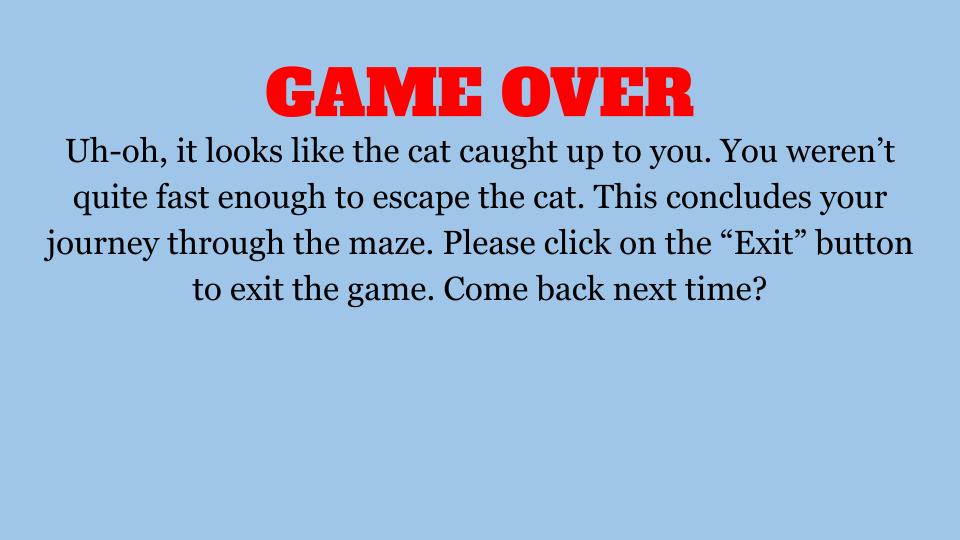 GAME OVER
Uh-oh, it looks like the cat caught up to you. You weren’t
quite fast enough to escape the cat. This concludes your
journey through the maze. Please click on the “Exit” button
to exit the game. Come back next time?